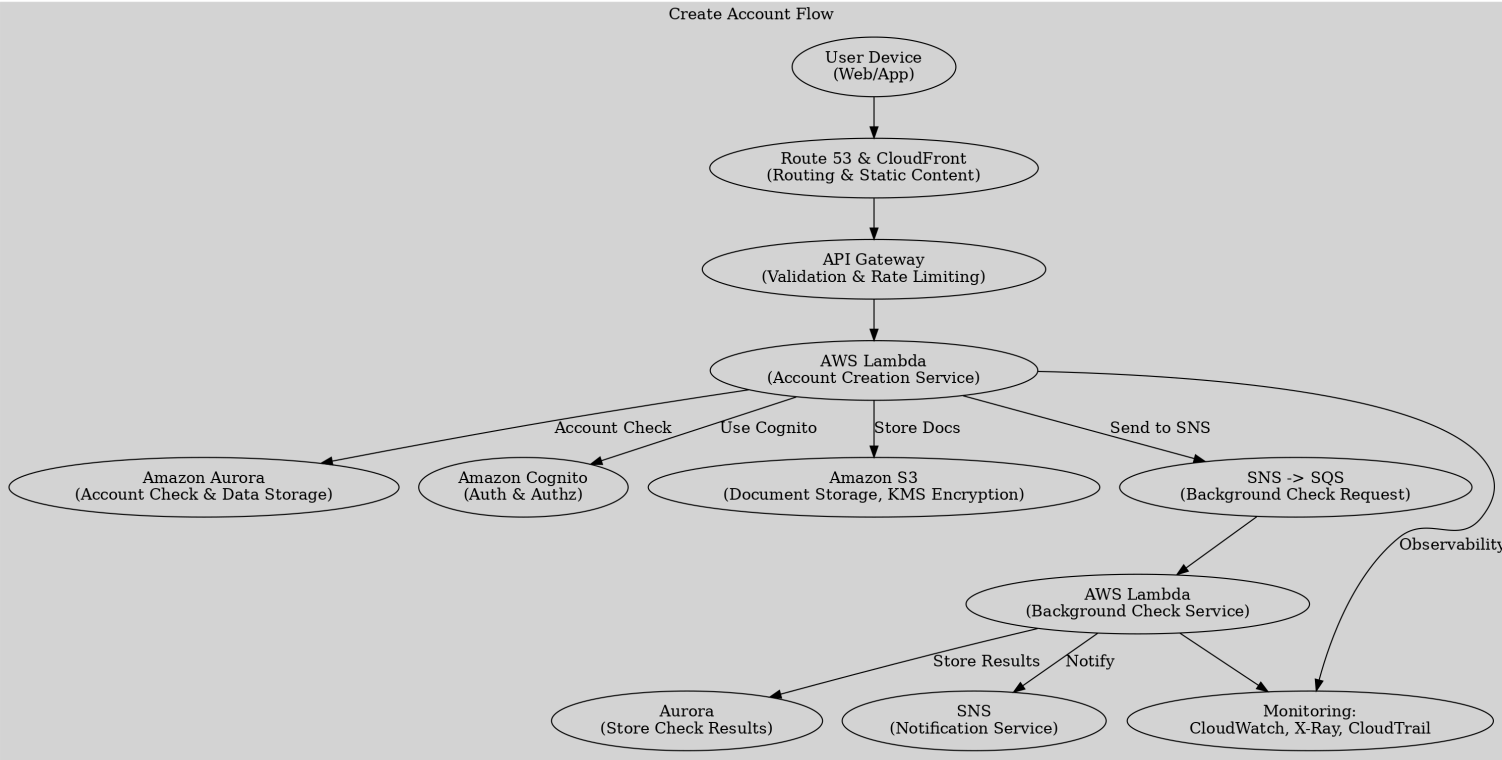 Create Account Flow
User Device
(Web/App)
Route 53 & CloudFront
(Routing & Static Content)
API Gateway
(Validation & Rate Limiting)
AWS Lambda
(Account Creation Service)
Account Check
Use Cognito
Store Docs
Send to SNS
Amazon Aurora
(Account Check & Data Storage)
Amazon Cognito
(Auth & Authz)
Amazon S3
(Document Storage, KMS Encryption)
SNS -> SQS
(Background Check Request)
Observability
AWS Lambda
(Background Check Service)
Store Results
Notify
Aurora
(Store Check Results)
SNS
(Notification Service)
Monitoring:
CloudWatch, X-Ray, CloudTrail